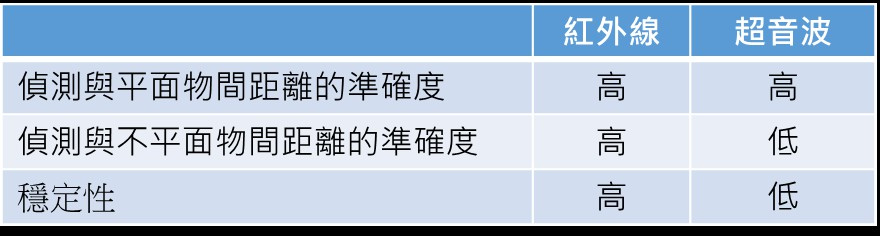 紅外線 超音波
偵測與平面物間距離的準確度 高 高
偵測與不平面物間距離的準確度 高 低
穩定性 高 低